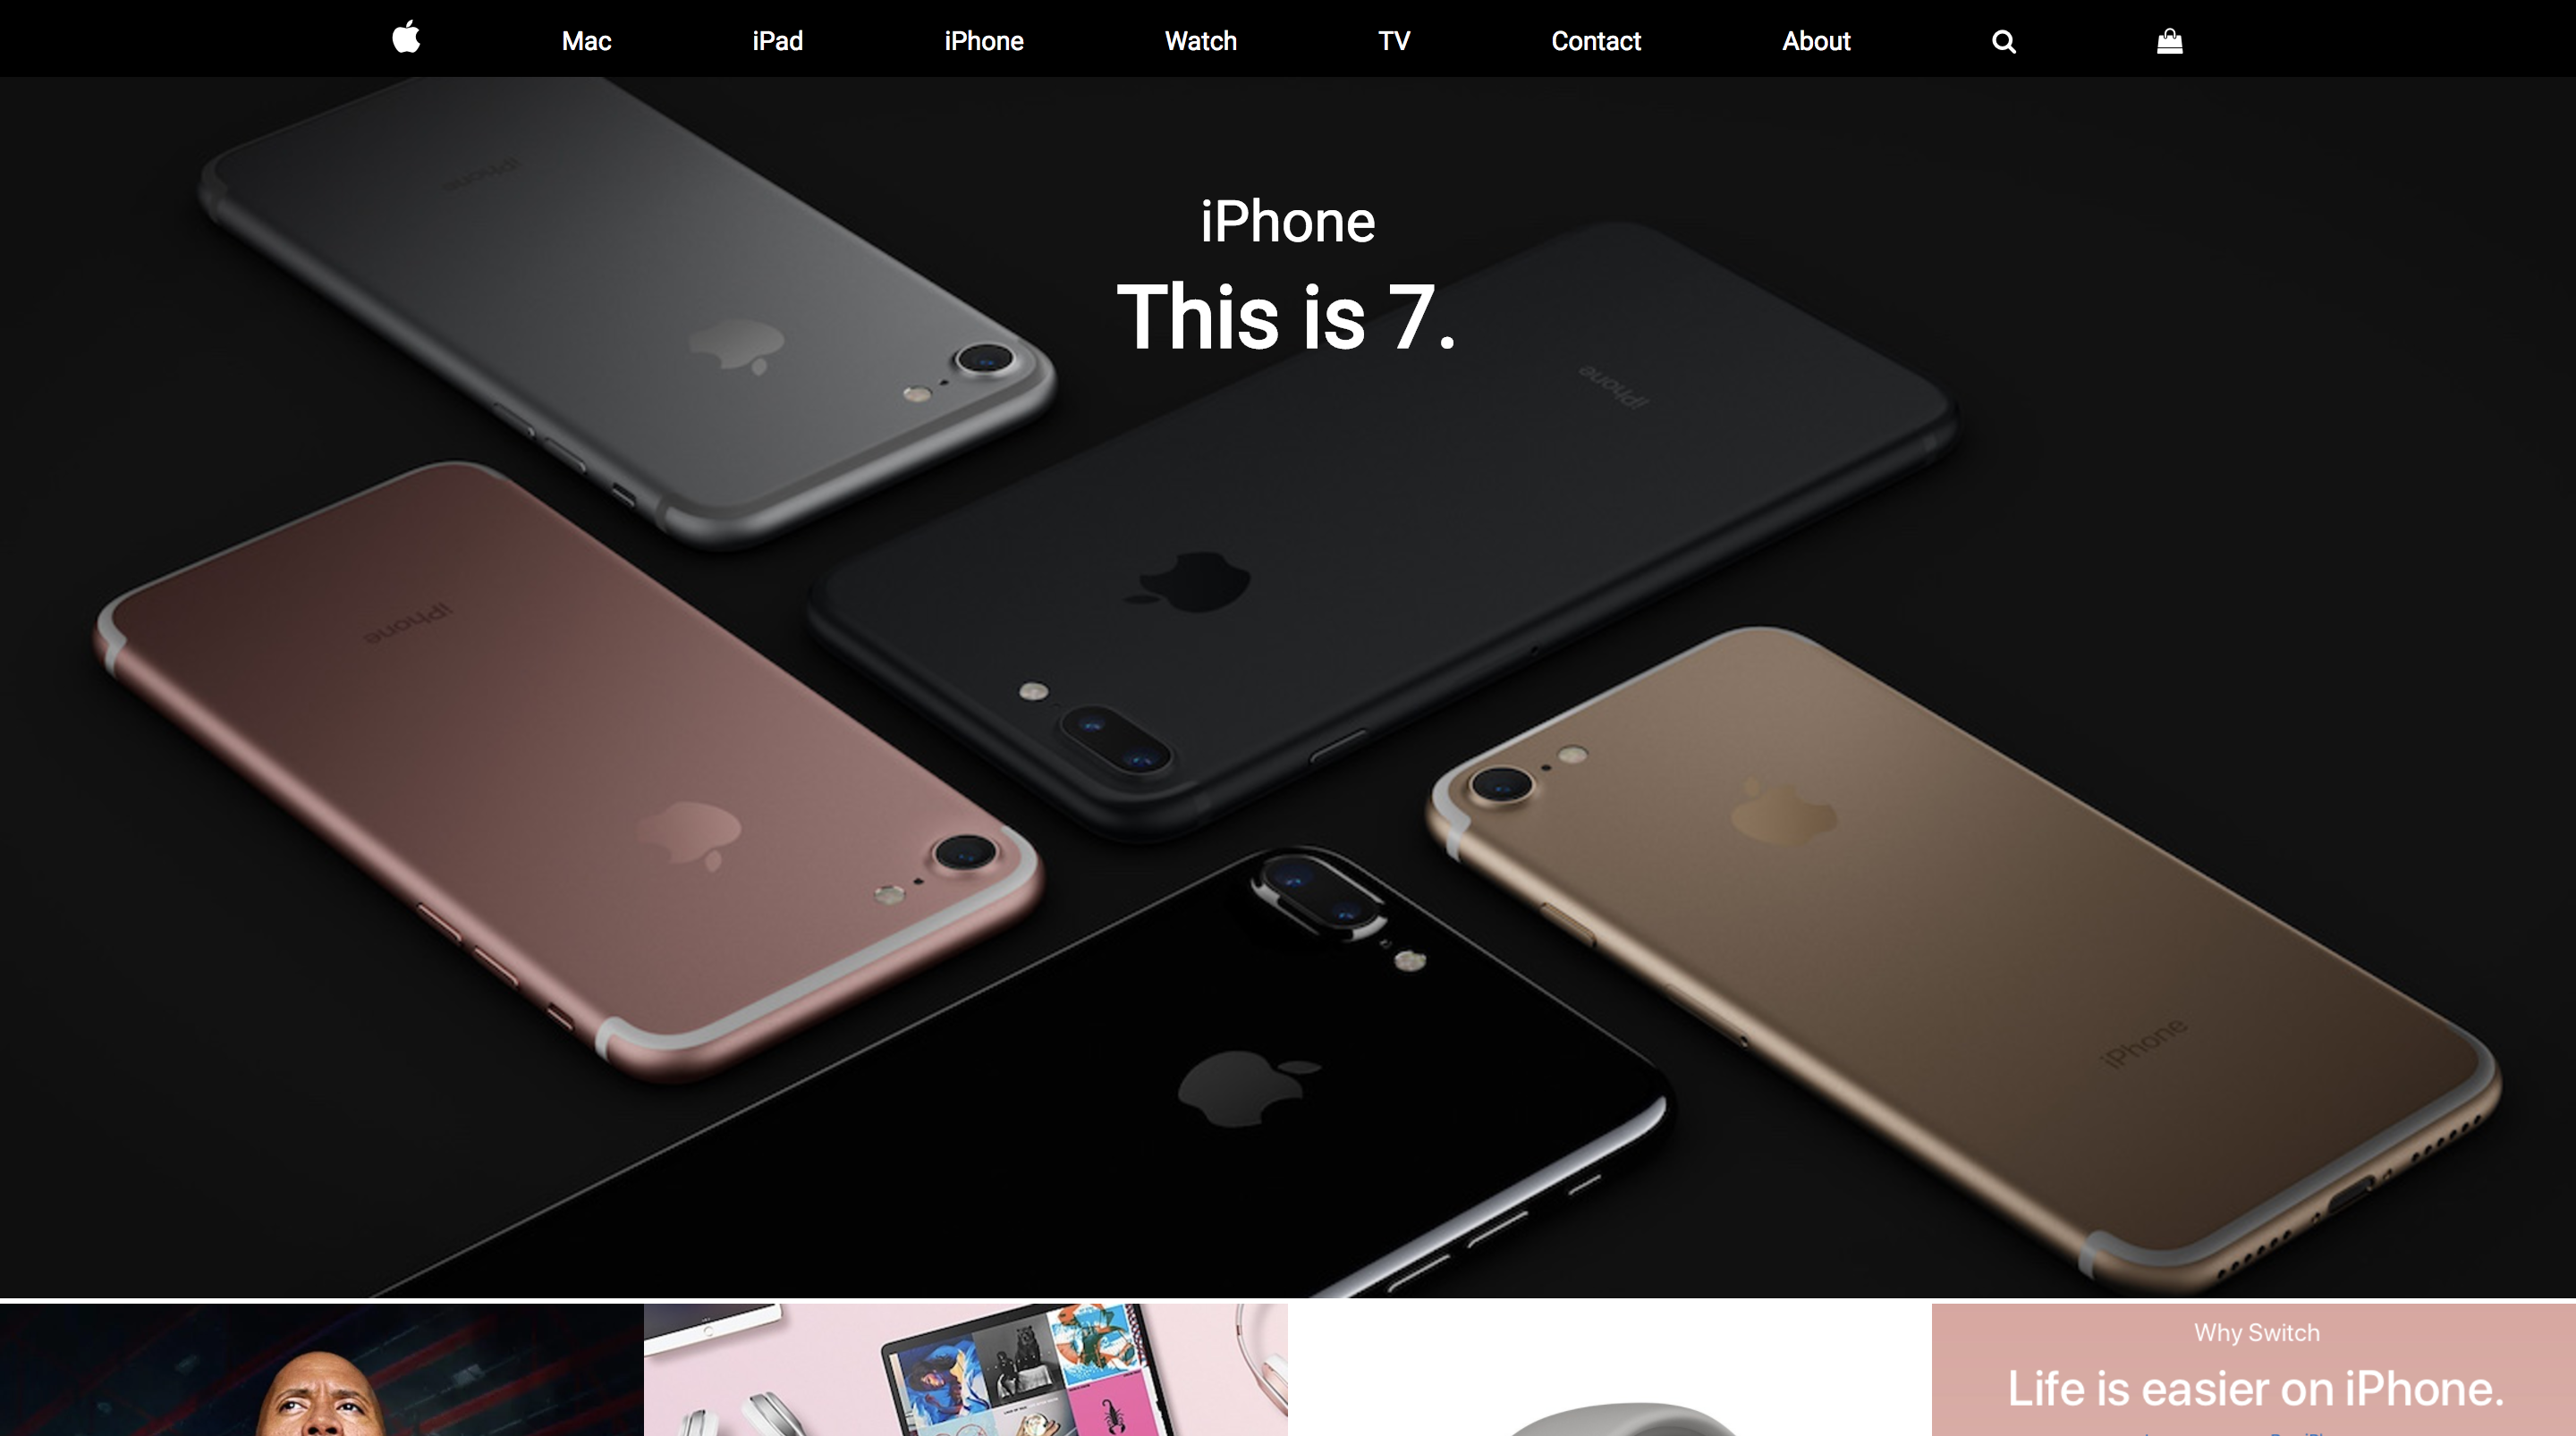 Mac iPad iPhone Watch TV Contact About
iPhone
This is 7.
iPhone
iPhone
iPhone
iPhone
Why Switch
Life is easier on iPhone.